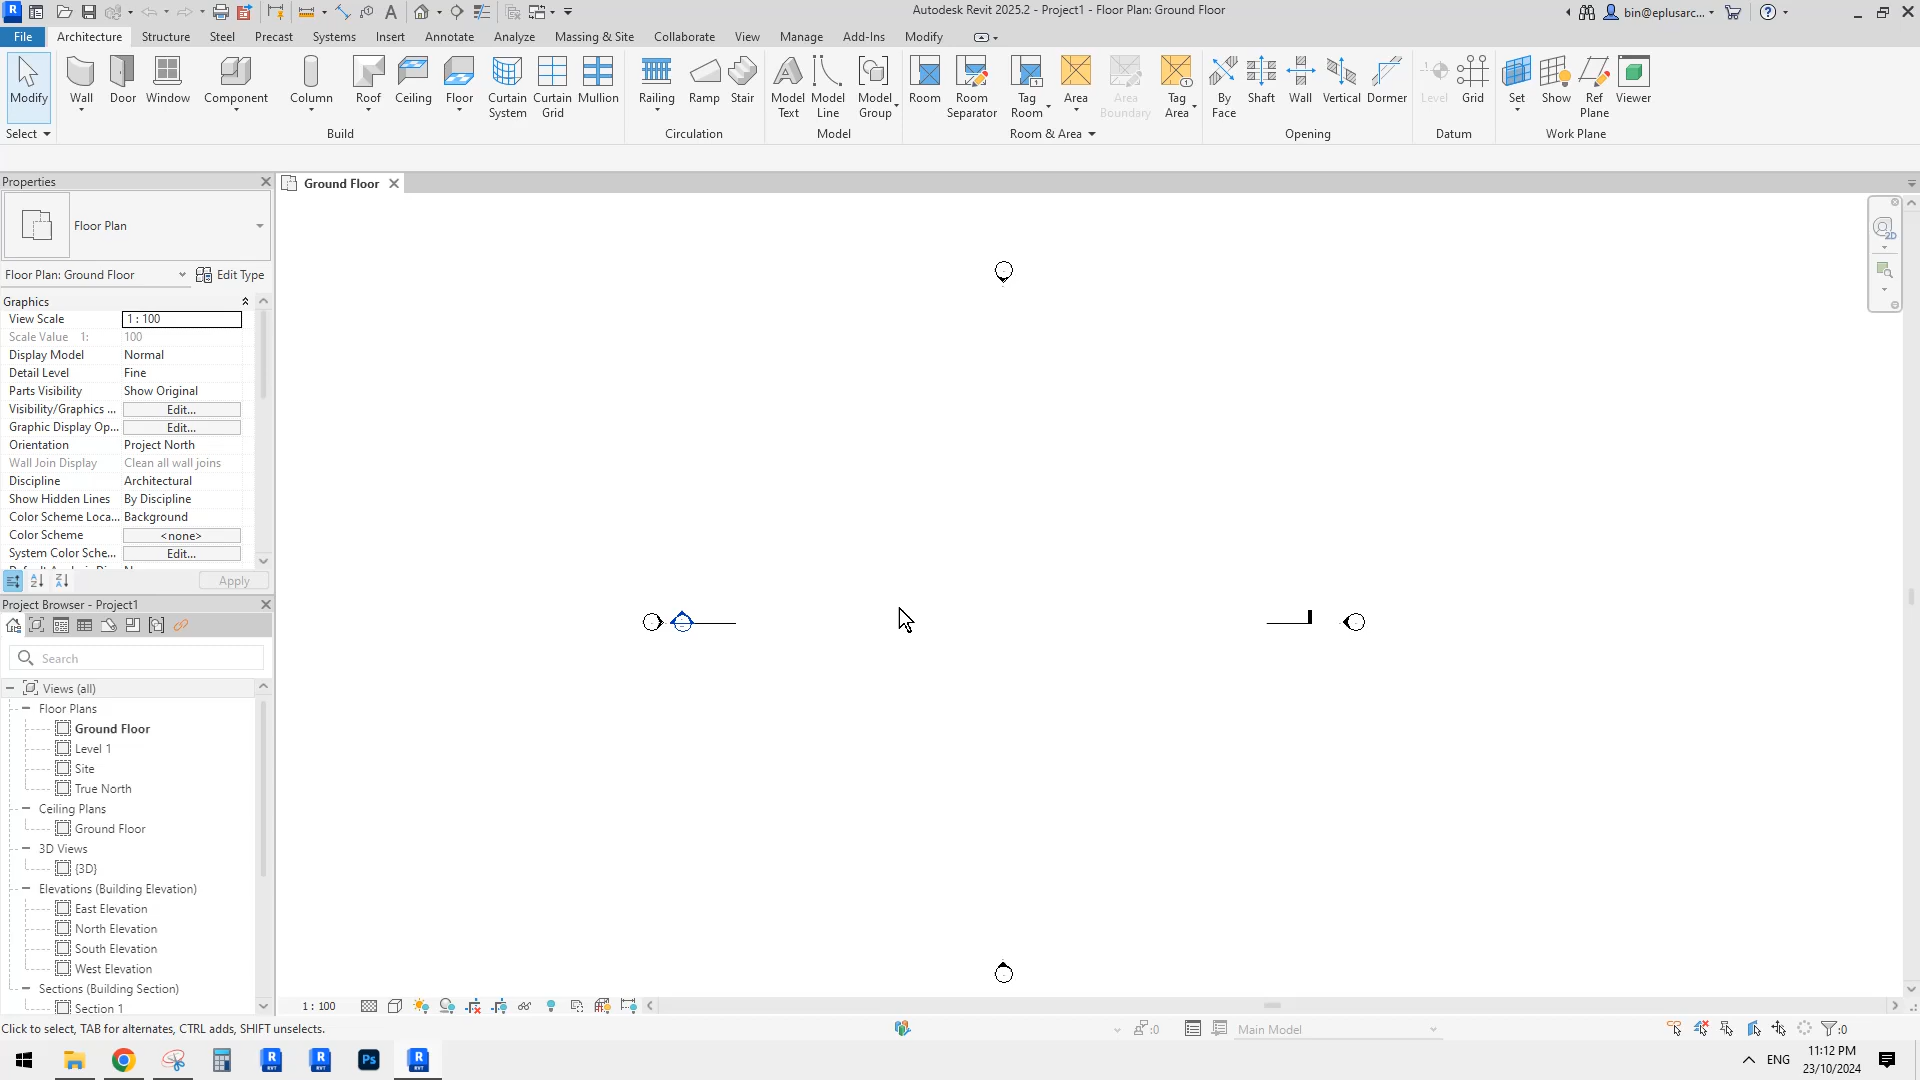 Autodesk Revit 2025.2 - Project1 - Floor Plan: Ground Floor
bin@eplusarc...
File Architecture Structure Steel Precast Systems Insert Annotate Analyze Massing & Site Collaborate View Manage Add-Ins Modify
Modify Wall Door Window Component Column Roof Ceiling Floor Curtain System Curtain Grid Mullion Railing Ramp Stair Model Text Model Line Model Group Room Room Separator Tag Room Area Area Boundary Tag Area By Face Shaft Wall Vertical Dormer Level Grid Set Show Ref Plane Viewer
Select Build Circulation Model Room & Area Opening Datum Work Plane
Properties
Ground Floor
Floor Plan
Floor Plan: Ground Floor Edit Type
Graphics
View Scale 1 : 100
Scale Value 1: 100
Display Model Normal
Detail Level Fine
Parts Visibility Show Original
Visibility/Graphics ... Edit...
Graphic Display Op... Edit...
Orientation Project North
Wall Join Display Clean all wall joins
Discipline Architectural
Show Hidden Lines By Discipline
Color Scheme Loca... Background
Color Scheme <none>
System Color Sche... Edit...
Apply
Project Browser - Project1
Search
Views (all)
Floor Plans
Ground Floor
Level 1
Site
True North
Ceiling Plans
Ground Floor
3D Views
{3D}
Elevations (Building Elevation)
East Elevation
North Elevation
South Elevation
West Elevation
Sections (Building Section)
Section 1
1 : 100
Click to select, TAB for alternates, CTRL adds, SHIFT unselects.
:0
Main Model
:0
ENG
11:12 PM
23/10/2024